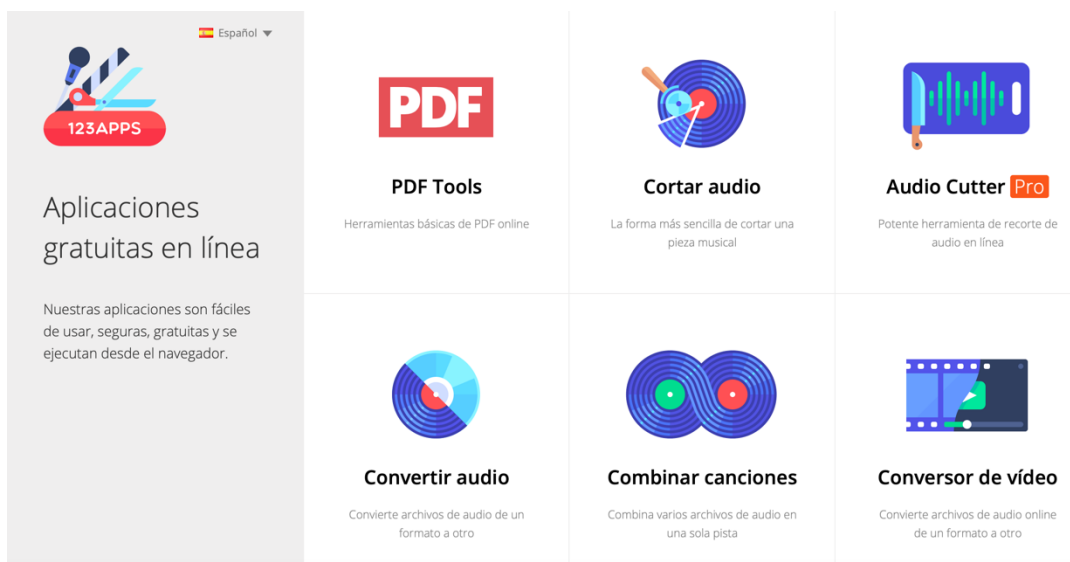 Español
123APPS
Aplicaciones
gratuitas en línea
Nuestras aplicaciones son fáciles
de usar, seguras, gratuitas y se
ejecutan desde el navegador.
PDF
PDF Tools
Herramientas básicas de PDF online
Cortar audio
La forma más sencilla de cortar una
pieza musical
Audio Cutter Pro
Potente herramienta de recorte de
audio en línea
Convertir audio
Convierte archivos de audio de un
formato a otro
Combinar canciones
Combina varios archivos de audio en
una sola pista
Conversor de vídeo
Convierte archivos de audio online
de un formato a otro